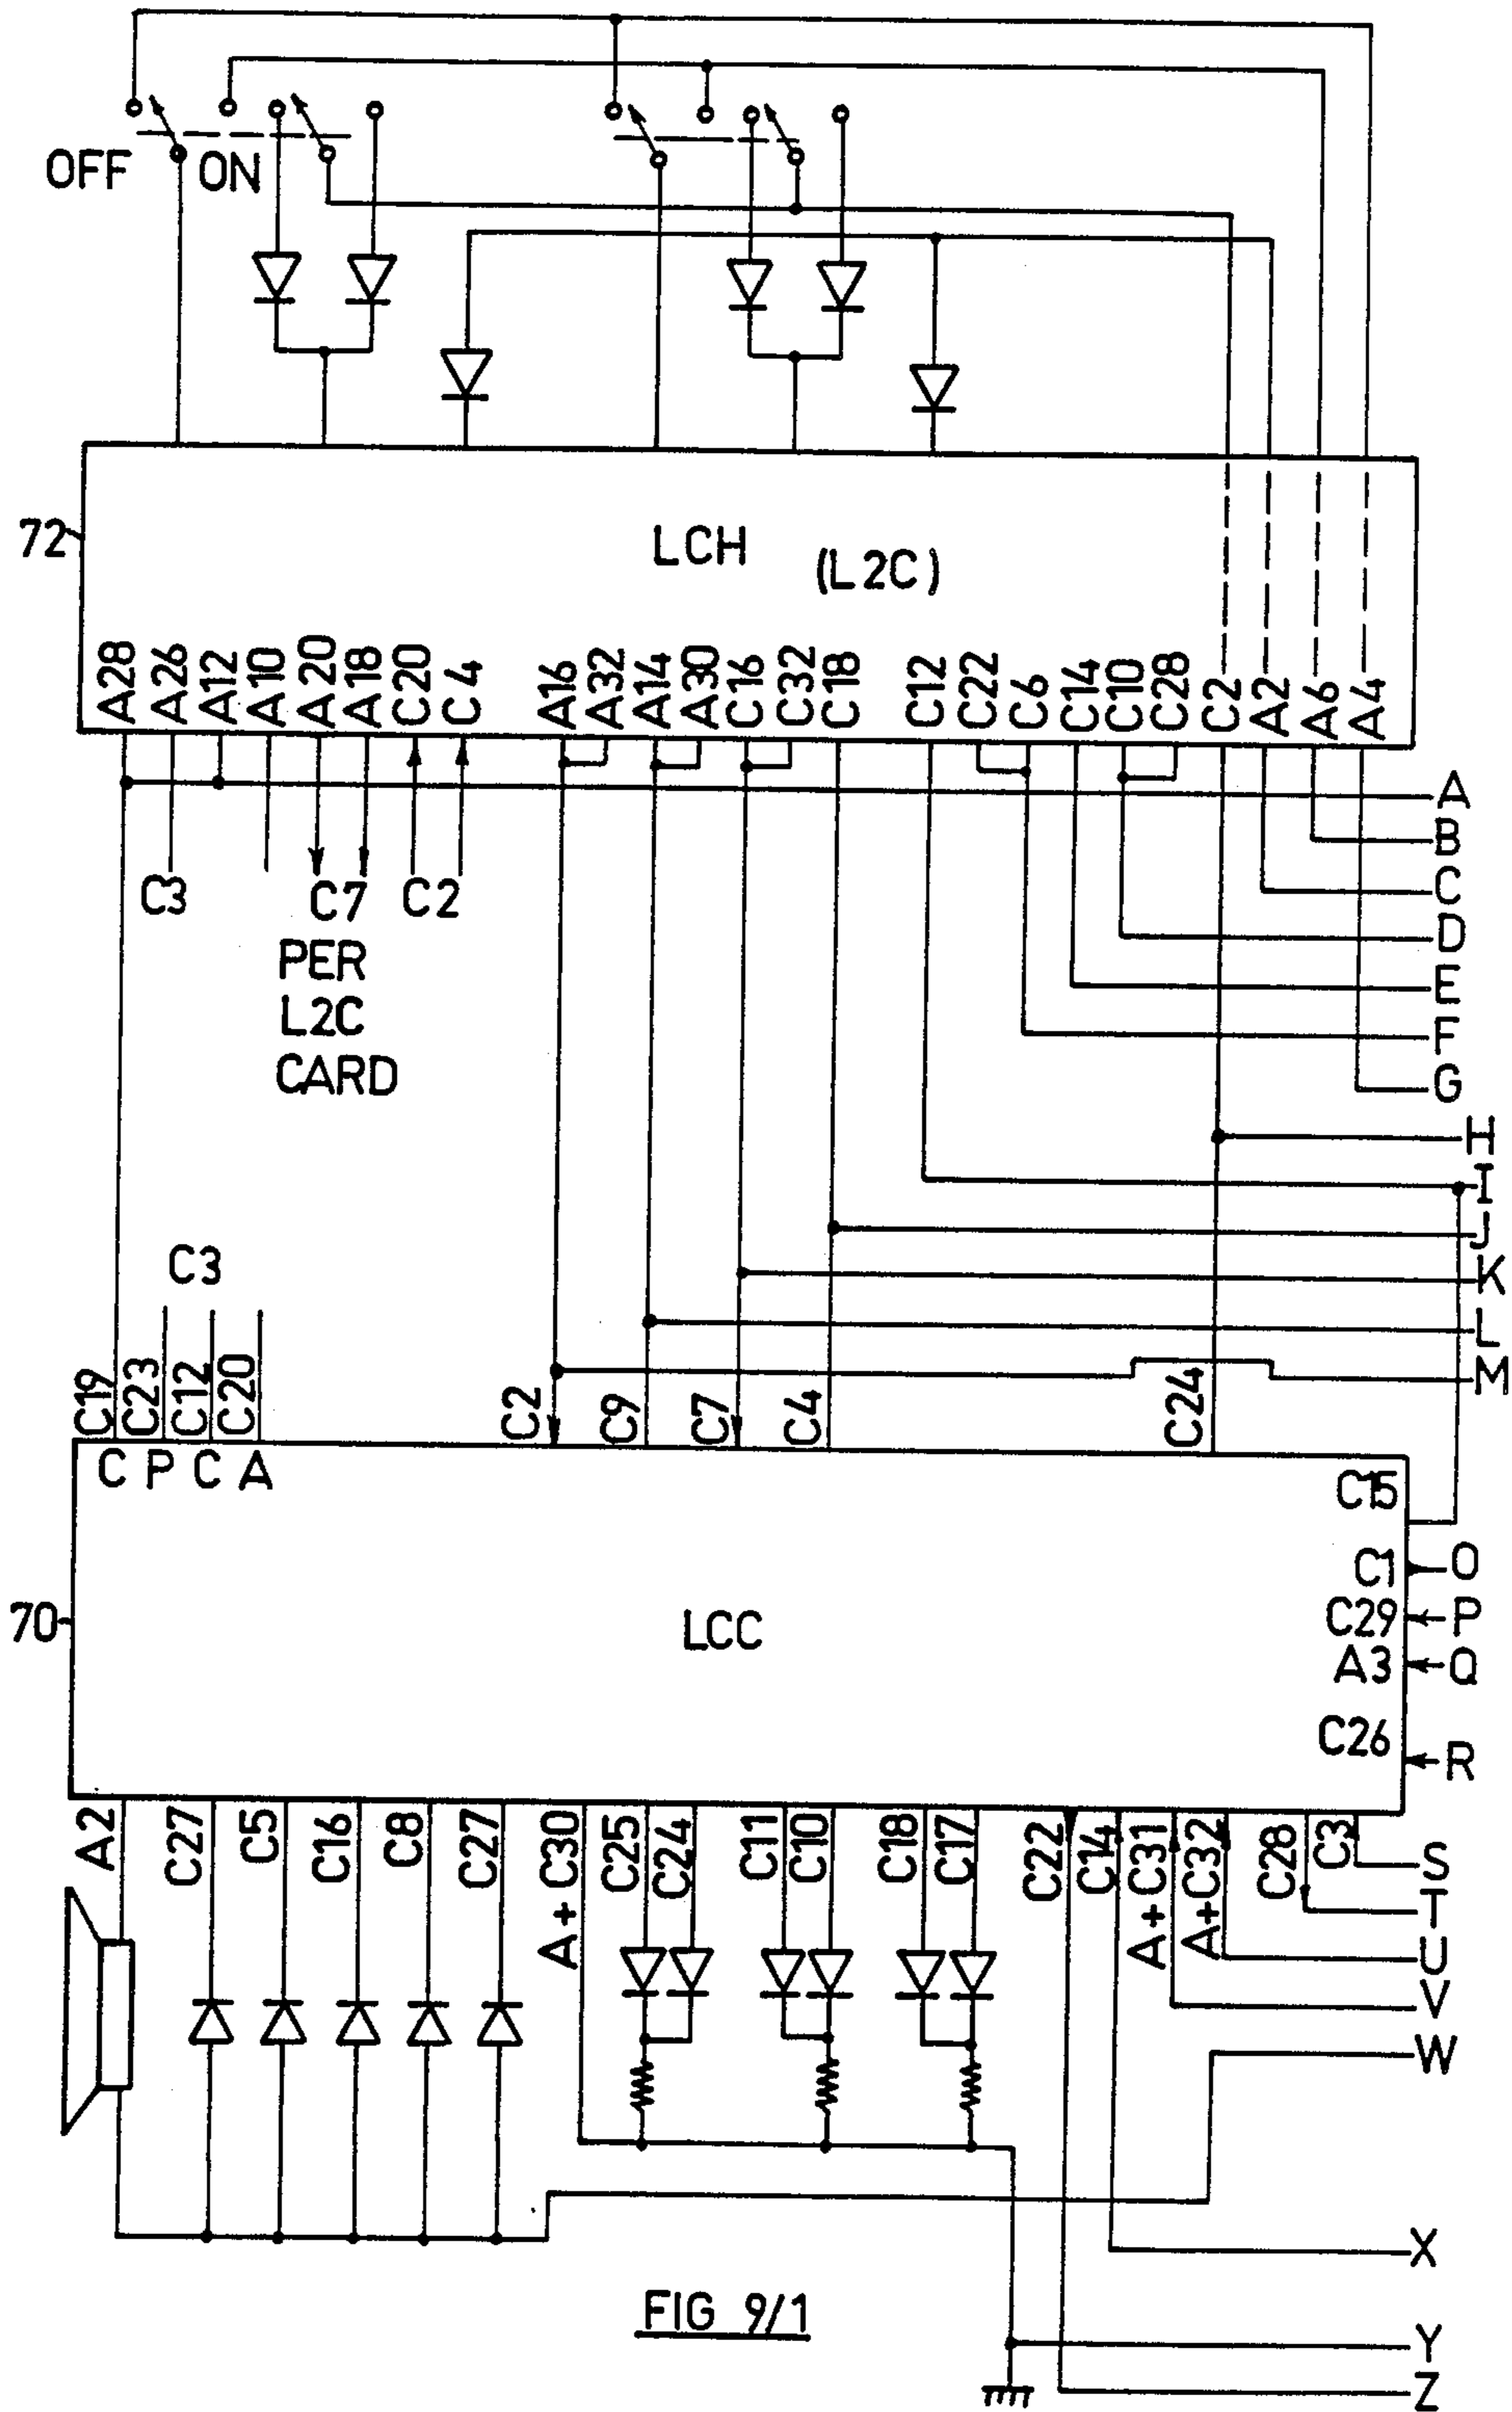 OFF ON
72
LCH (L2C)
A28 A26 A12 A10 A20 A18 C20 C4 A16 A32 A14 A30 C16 C32 C18 C12 C22 C6 C14 C10 C28 C2 A2 A6 A4
A
B
C3 C7 C2
C
PER
D
L2C
E
CARD
F
G
H
I
J
C3
K
L
M
C19 C23 C12 C20 C2 C9 C7 C4 C24
C P C A
C15
C1 O
C29 P
A3 Q
70
LCC
C26 R
A2 C27 C5 C16 C8 C27 A+C30 C25 C24 C11 C10 C18 C17 C22 C14 A+C31 A+C32 C28 C3
S
T
U
V
W
X
FIG 9/1
Y
Z